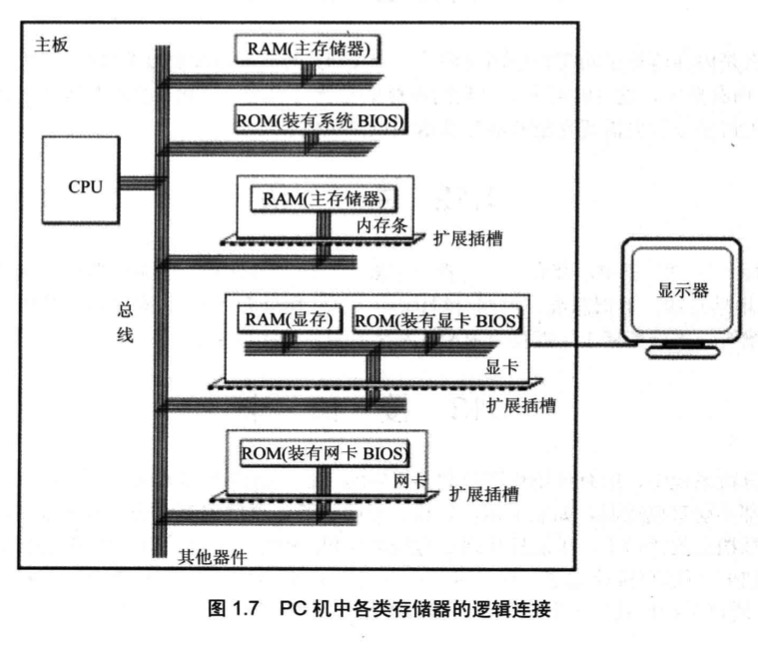 主板
RAM(主存储器)
ROM(装有系统 BIOS)
CPU
RAM(主存储器)
内存条
扩展插槽
总线
RAM(显存)
ROM(装有显卡 BIOS)
显卡
扩展插槽
显示器
ROM(装有网卡 BIOS)
网卡
扩展插槽
其他器件
图 1.7 PC 机中各类存储器的逻辑连接